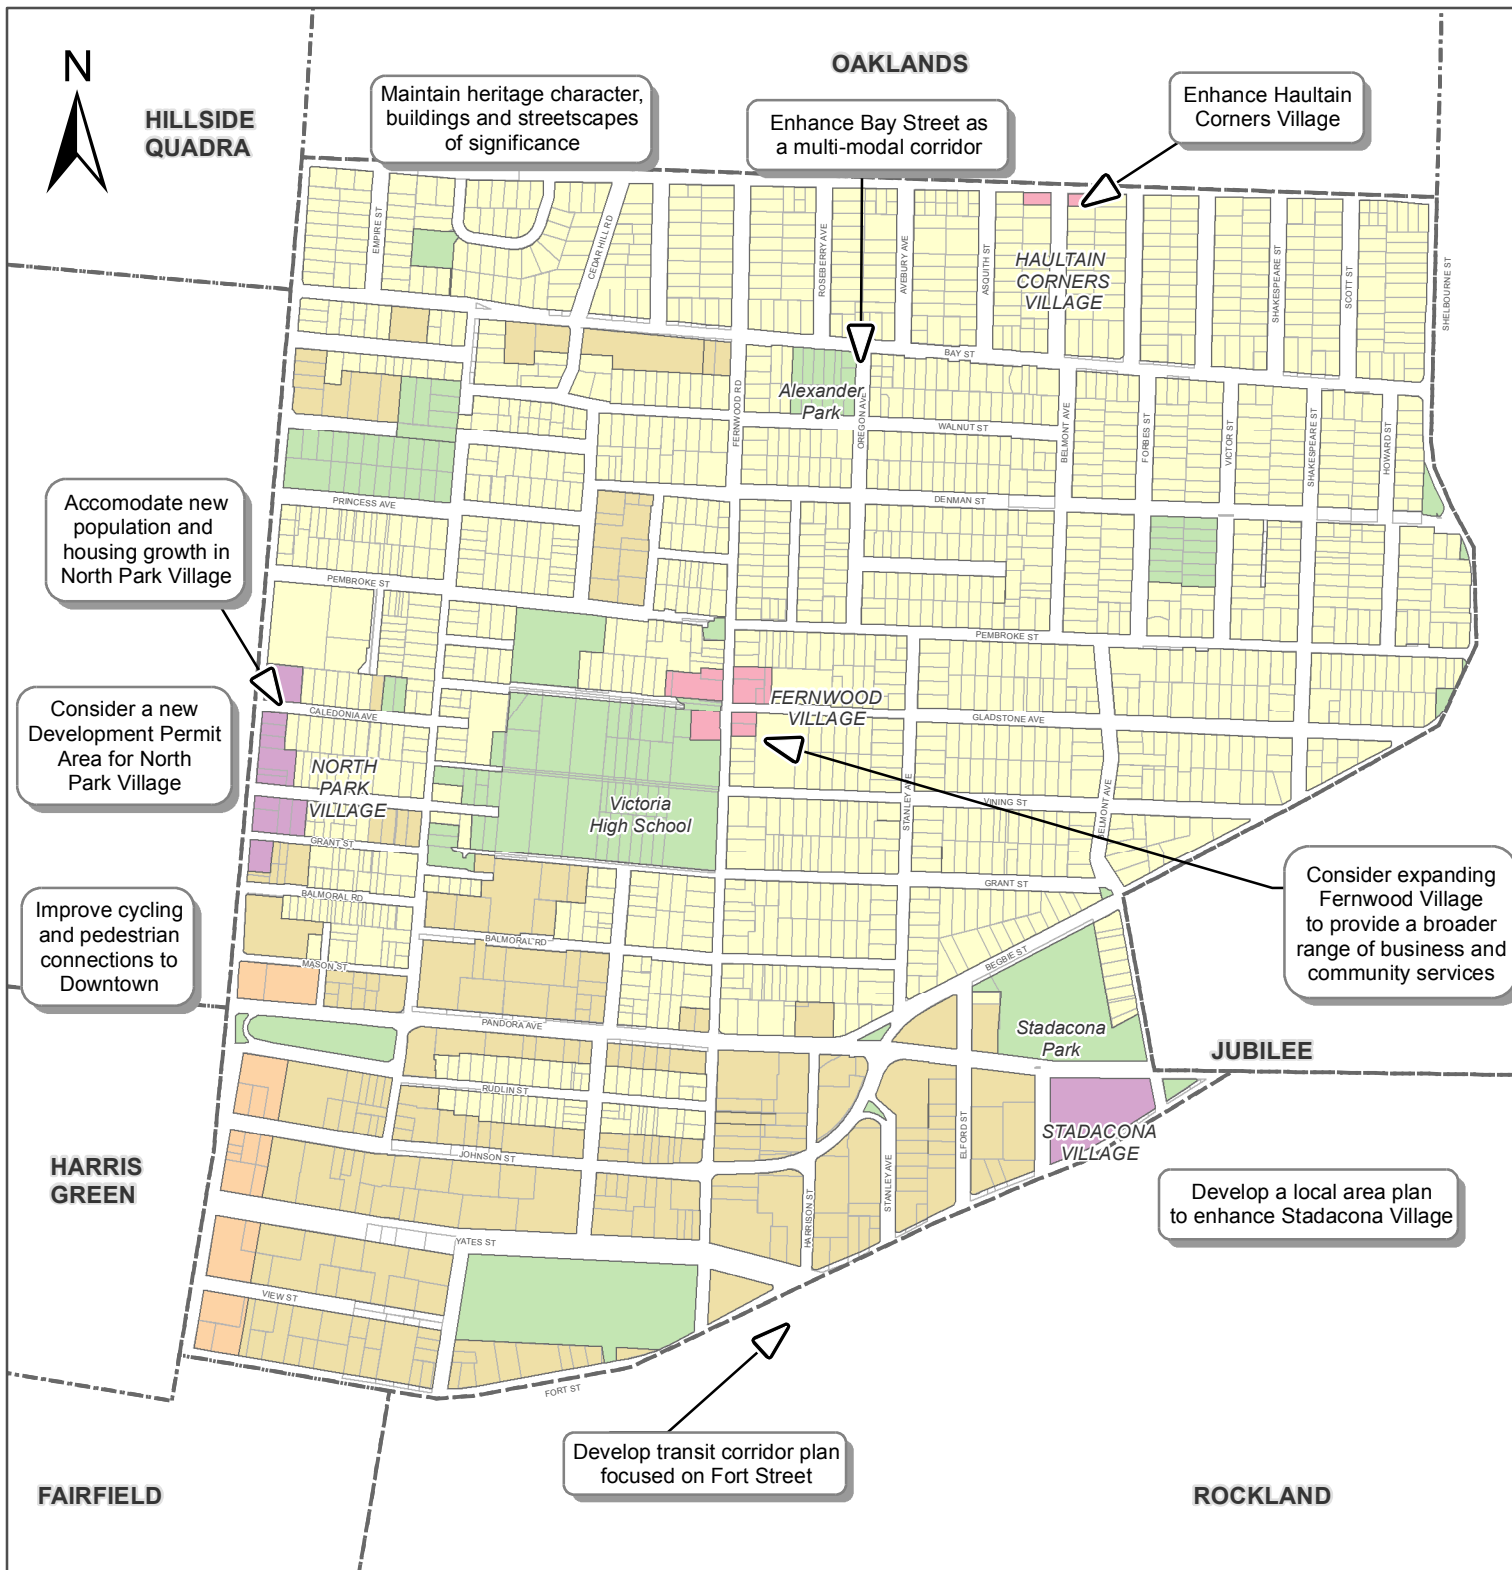 N
OAKLANDS
HILLSIDE
QUADRA
Maintain heritage character,
buildings and streetscapes
of significance
Enhance Bay Street as
a multi-modal corridor
Enhance Haultain
Corners Village
EMPIRE ST
CEDAR HILL RD
ROSEBERRY AVE
AVEBURY AVE
ASQUITH ST
HAULTAIN
CORNERS
VILLAGE
SHAKESPEARE ST
SCOTT ST
SHELBOURNE ST
BAY ST
FERNWOOD RD
Alexander
Park
OREGON AVE
WALNUT ST
BELMONT AVE
FORBES ST
VICTOR ST
SHAKESPEARE ST
HOWARD ST
Accomodate new
population and
housing growth in
North Park Village
PRINCESS AVE
DENMAN ST
PEMBROKE ST
PEMBROKE ST
Consider a new
Development Permit
Area for North
Park Village
CALEDONIA AVE
FERNWOOD
VILLAGE
GLADSTONE AVE
NORTH
PARK
VILLAGE
Victoria
High School
STANLEY AVE
VINING ST
BELMONT AVE
GRANT ST
GRANT ST
Consider expanding
Fernwood Village
to provide a broader
range of business and
community services
BALMORAL RD
BALMORAL RD
Improve cycling
and pedestrian
connections to
Downtown
MASON ST
BEGBIE ST
PANDORA AVE
Stadacona
Park
JUBILEE
RUDLIN ST
STADACONA
VILLAGE
ELFORD ST
HARRIS
GREEN
JOHNSON ST
STANLEY AVE
HARRISON ST
Develop a local area plan
to enhance Stadacona Village
YATES ST
VIEW ST
FORT ST
Develop transit corridor plan
focused on Fort Street
FAIRFIELD
ROCKLAND